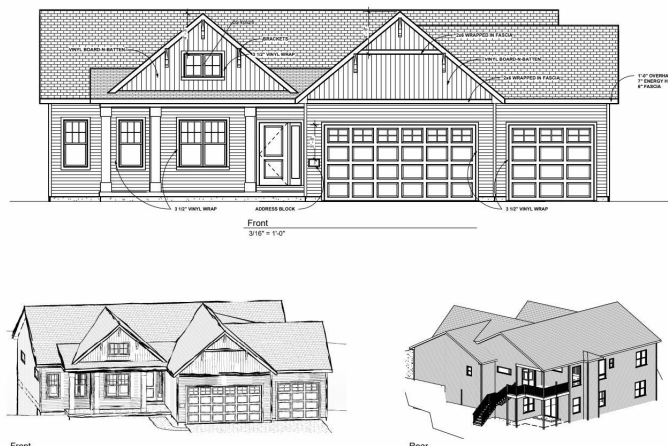 BRACKETS
3 1/2" VINYL WRAP
VINYL BOARD-N-BATTEN
2x6 WRAPPED IN FASCIA
VINYL BOARD-N-BATTEN
2x6 WRAPPED IN FASCIA
1'-0" OVERHA
7" ENERGY H
6" FASCIA
3 1/2" VINYL WRAP
ADDRESS BLOCK
3 1/2" VINYL WRAP
Front
3/16" = 1'-0"
Front
Rear